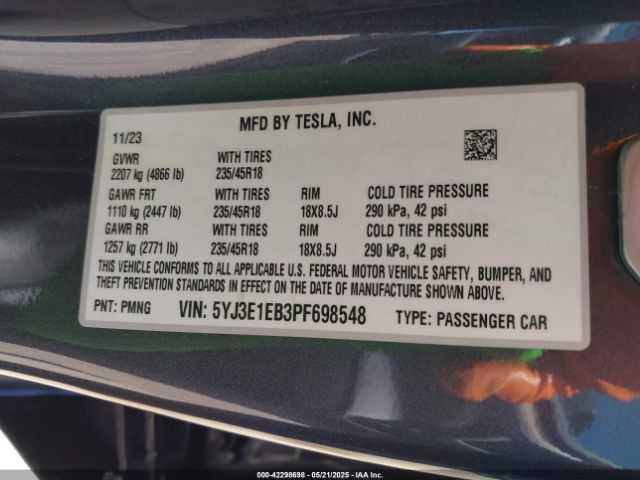 MFD BY TESLA, INC.
11/23
GVWR WITH TIRES
2207 kg (4866 lb) 235/45R18
GAWR FRT WITH TIRES RIM COLD TIRE PRESSURE
1110 kg (2447 lb) 235/45R18 18X8.5J 290 kPa, 42 psi
GAWR RR WITH TIRES RIM COLD TIRE PRESSURE
1257 kg (2771 lb) 235/45R18 18X8.5J 290 kPa, 42 psi
THIS VEHICLE CONFORMS TO ALL APPLICABLE U.S. FEDERAL MOTOR VEHICLE SAFETY, BUMPER, AND
THEFT PREVENTION STANDARDS IN EFFECT ON THE DATE OF MANUFACTURE SHOWN ABOVE.
PNT: PMNG VIN: 5YJ3E1EB3PF698548 TYPE: PASSENGER CAR
000-42298698 - 05/21/2025 - IAA Inc.